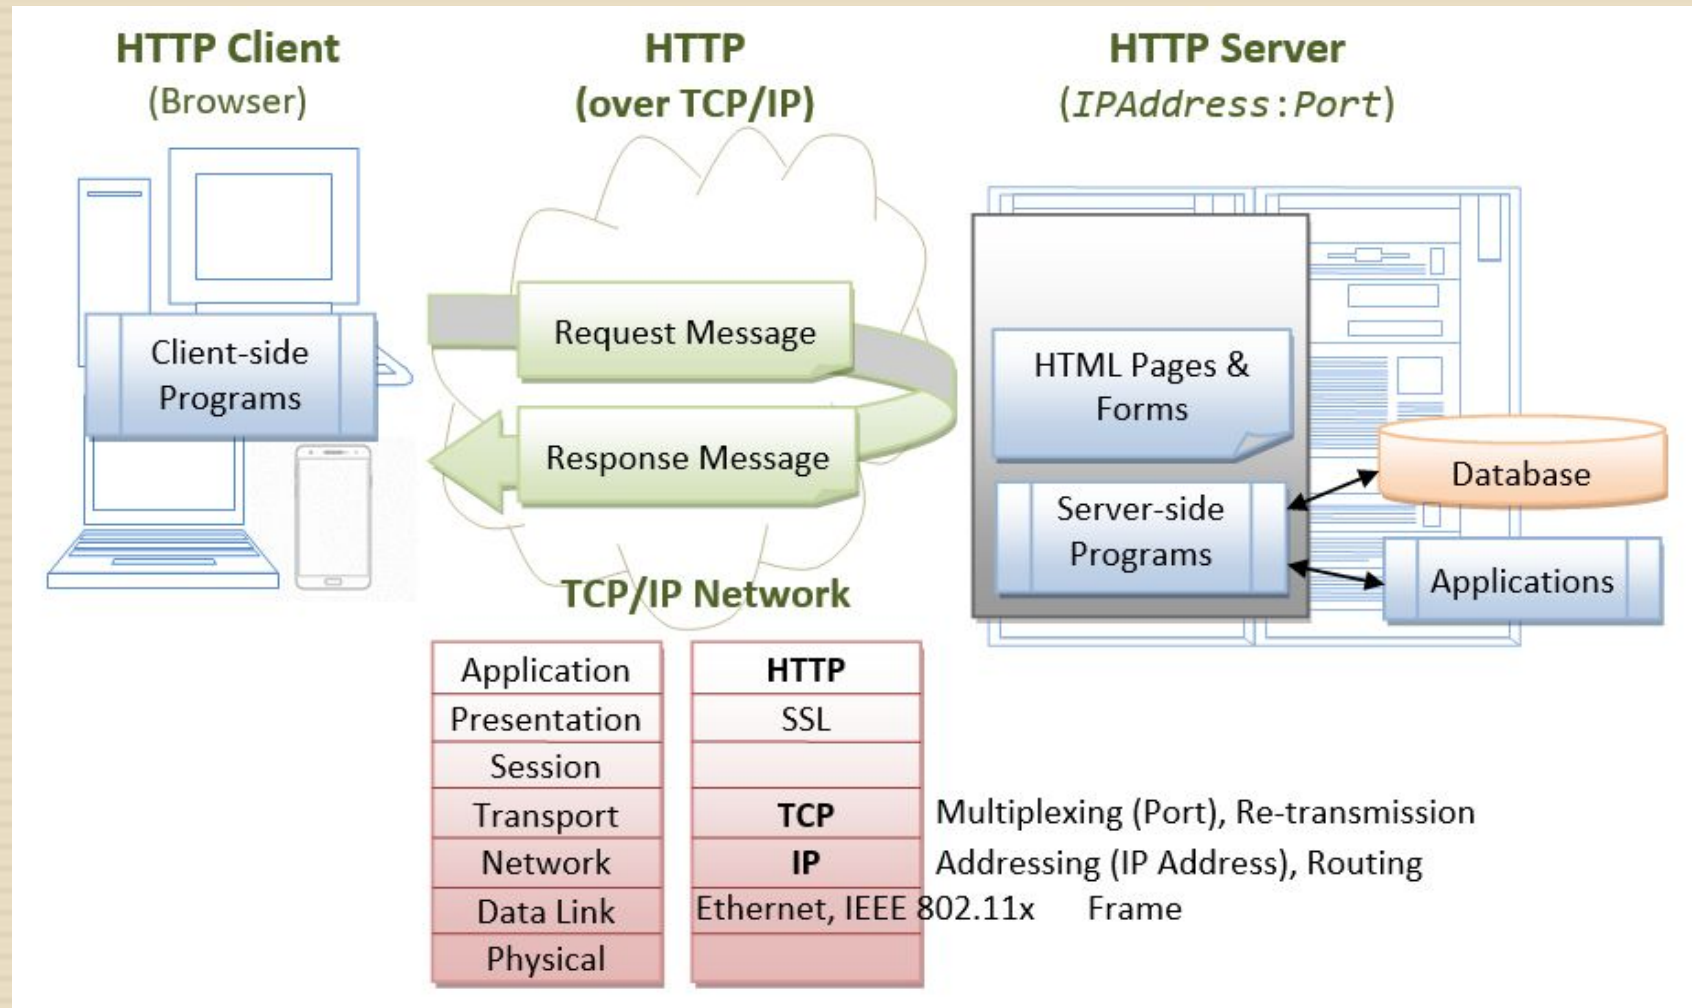 HTTP Client
(Browser)
HTTP
(over TCP/IP)
HTTP Server
(IPAddress:Port)
Client-side
Programs
Request Message
Response Message
HTML Pages &
Forms
Server-side
Programs
Database
Applications
TCP/IP Network
Application HTTP
Presentation SSL
Session
Transport TCP Multiplexing (Port), Re-transmission
Network IP Addressing (IP Address), Routing
Data Link Ethernet, IEEE 802.11x Frame
Physical